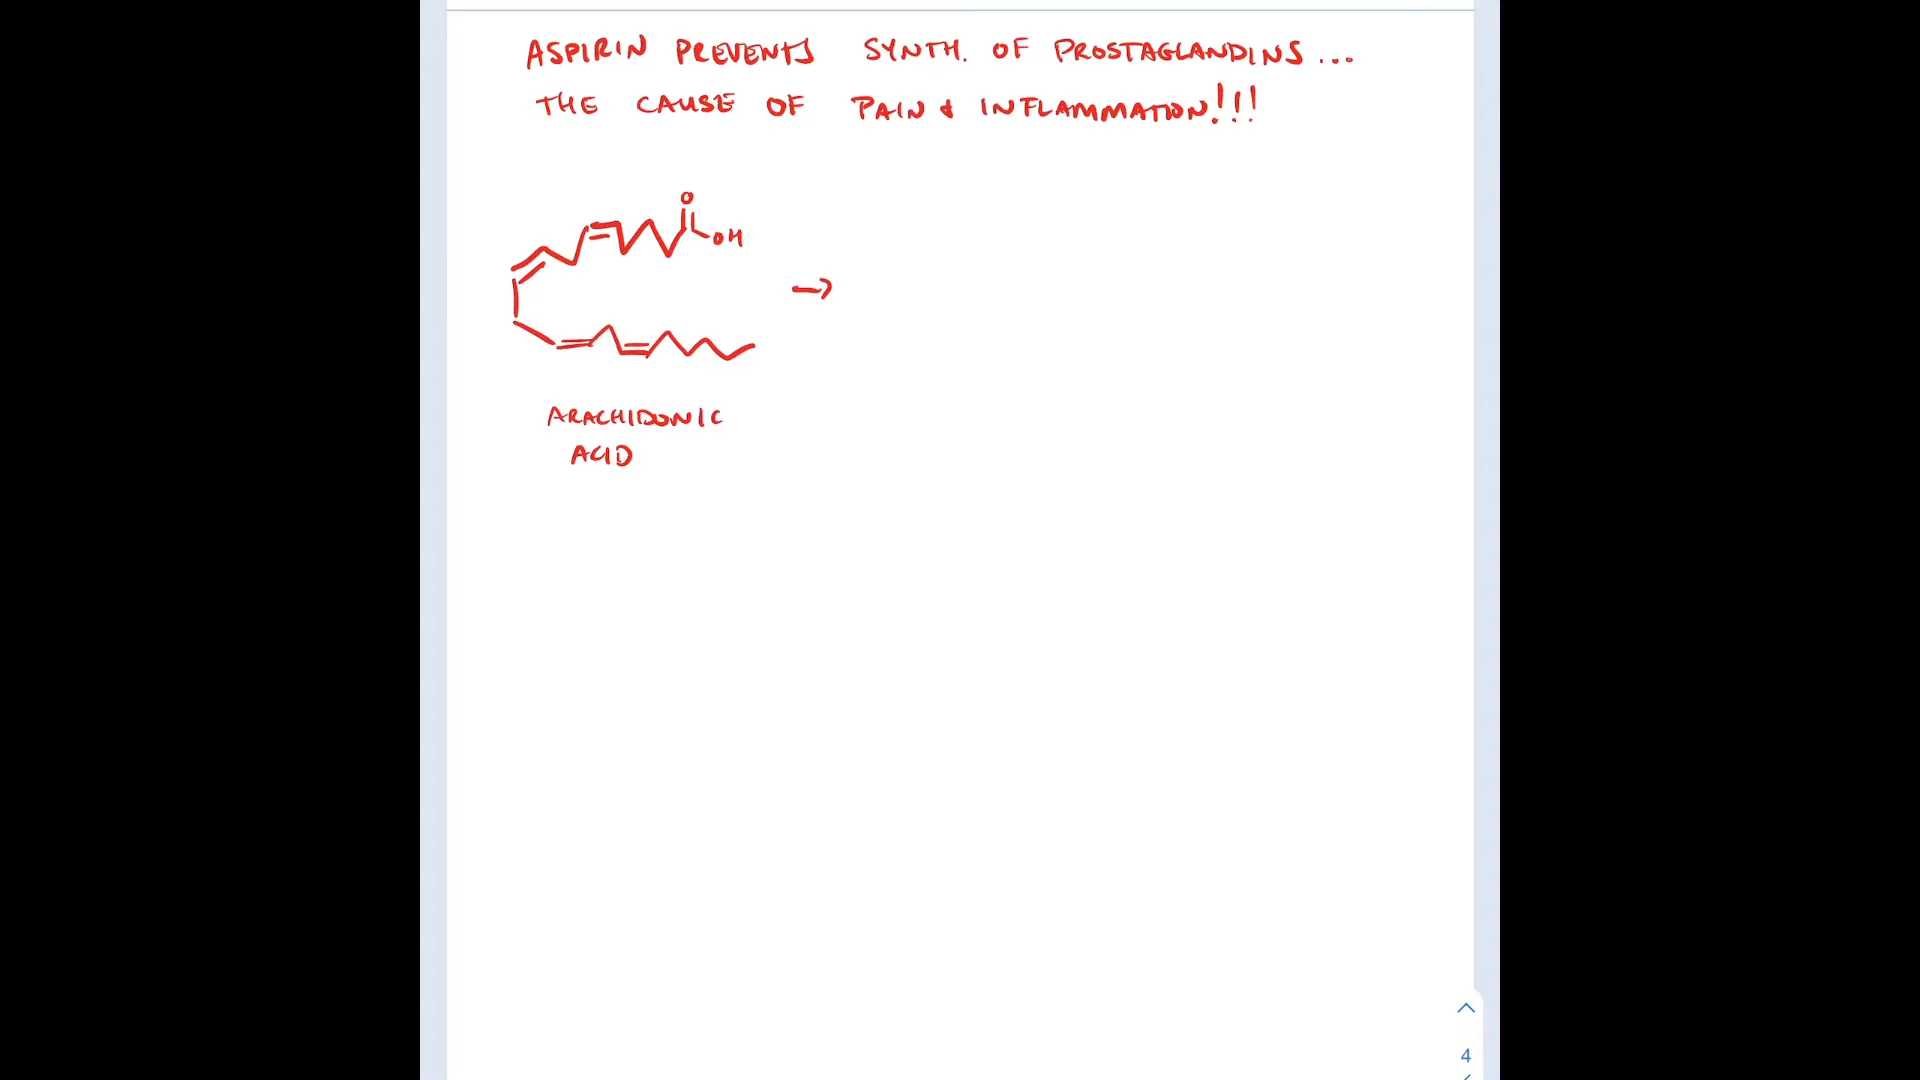 ASPIRIN PREVENTS SYNTH. OF PROSTAGLANDINS...
THE CAUSE OF PAIN & INFLAMMATION!!!
O
OH
→
ARACHIDONIC
ACID
4